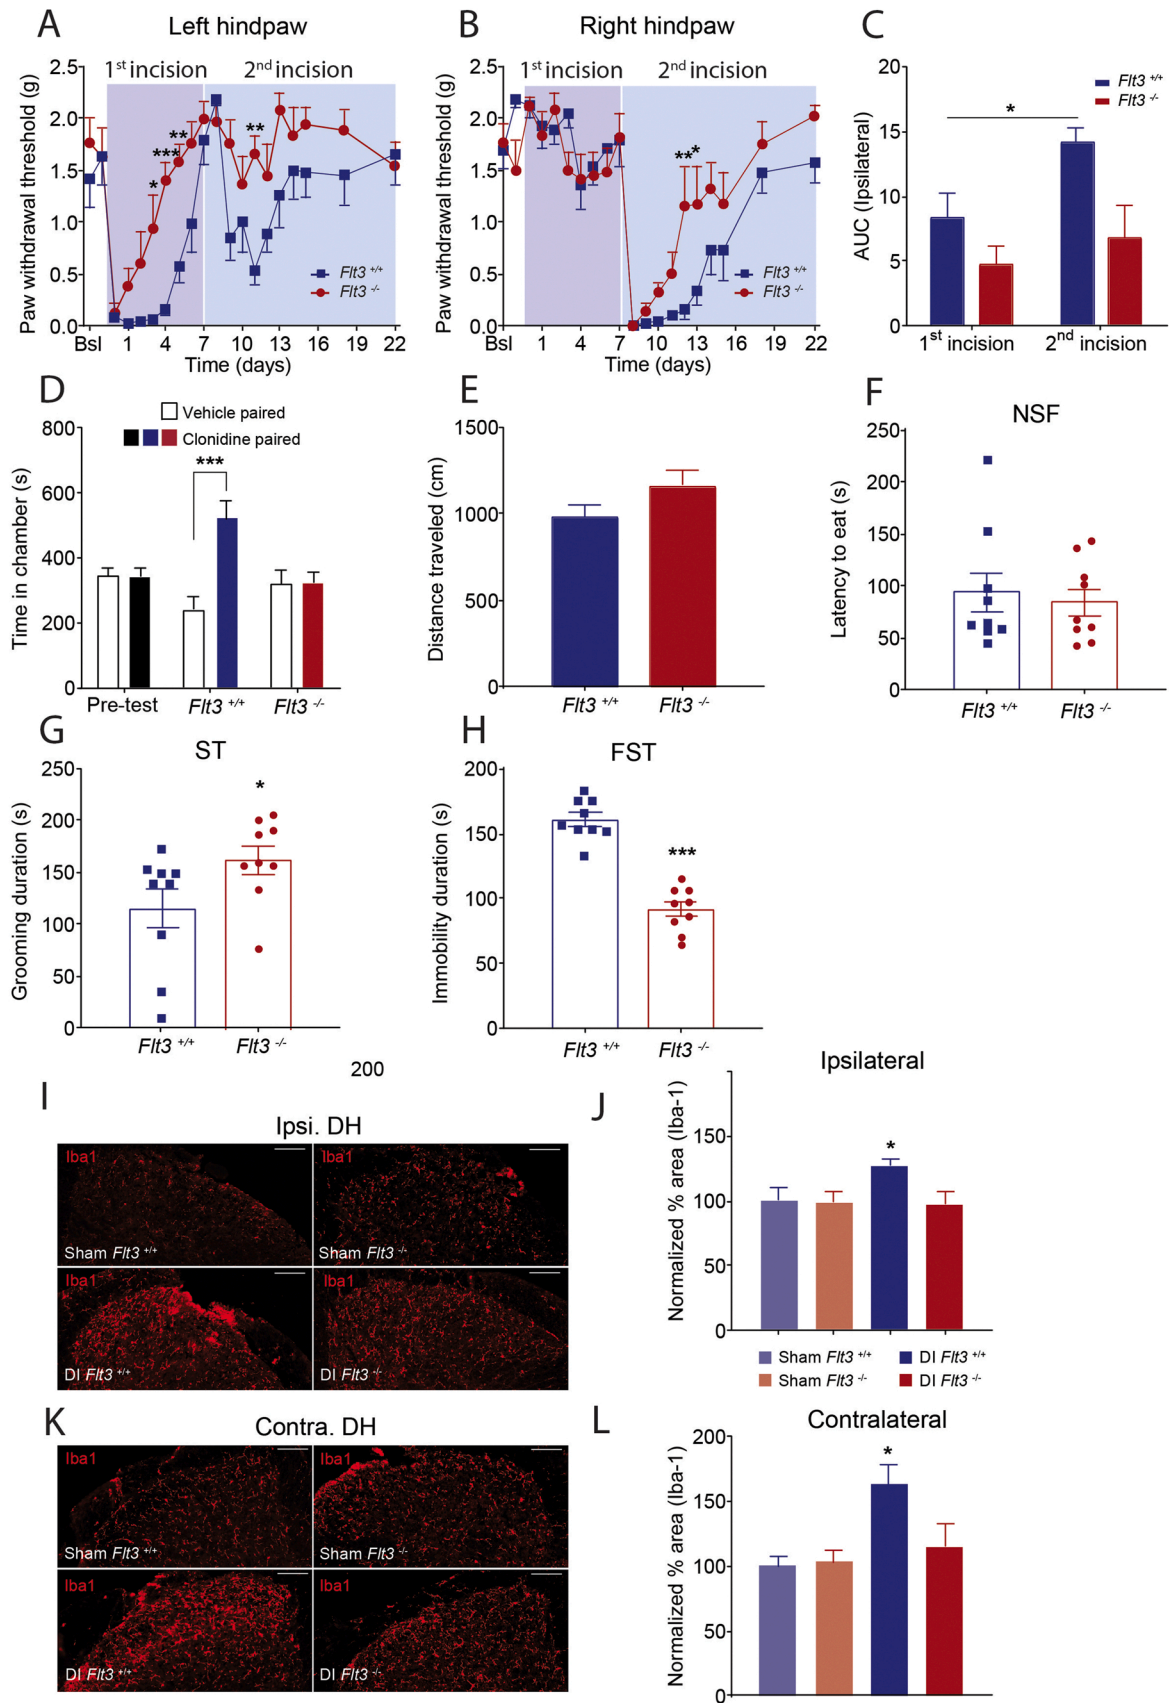 A
Left hindpaw
1st incision
2nd incision
Paw withdrawal threshold (g)
2.5
2.0
1.5
1.0
0.5
0.0
*
***
**
**
Flt3 +/+
Flt3 -/-
Bsl 1 4 7 10 13 16 19 22
Time (days)
B
Right hindpaw
1st incision
2nd incision
Paw withdrawal threshold (g)
2.5
2.0
1.5
1.0
0.5
0.0
**
*
Flt3 +/+
Flt3 -/-
Bsl 1 4 7 10 13 16 19 22
Time (days)
C
AUC (Ipsilateral)
20
15
10
5
0
*
Flt3 +/+
Flt3 -/-
1st incision
2nd incision
D
Vehicle paired
Clonidine paired
Time in chamber (s)
800
600
400
200
0
***
Pre-test Flt3 +/+ Flt3 -/-
E
Distance traveled (cm)
1500
1000
500
0
Flt3 +/+ Flt3 -/-
F
NSF
Latency to eat (s)
250
200
150
100
50
0
Flt3 +/+ Flt3 -/-
G
ST
Grooming duration (s)
250
200
150
100
50
0
*
Flt3 +/+ Flt3 -/-
H
FST
Immobility duration (s)
200
150
100
50
0
***
Flt3 +/+ Flt3 -/-
200
I
Ipsi. DH
Iba1
Sham Flt3 +/+
Sham Flt3 -/-
Iba1
DI Flt3 +/+
DI Flt3 -/-
J
Ipsilateral
Normalized % area (Iba-1)
150
100
50
0
*
Sham Flt3 +/+
DI Flt3 +/+
Sham Flt3 -/-
DI Flt3 -/-
K
Contra. DH
Iba1
Sham Flt3 +/+
Sham Flt3 -/-
Iba1
DI Flt3 +/+
DI Flt3 -/-
L
Contralateral
Normalized % area (Iba-1)
200
150
100
50
0
*